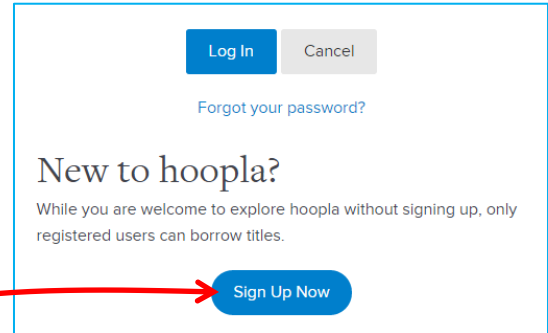 Log In Cancel
Forgot your password?
New to hoopla?
While you are welcome to explore hoopla without signing up, only
registered users can borrow titles.
Sign Up Now